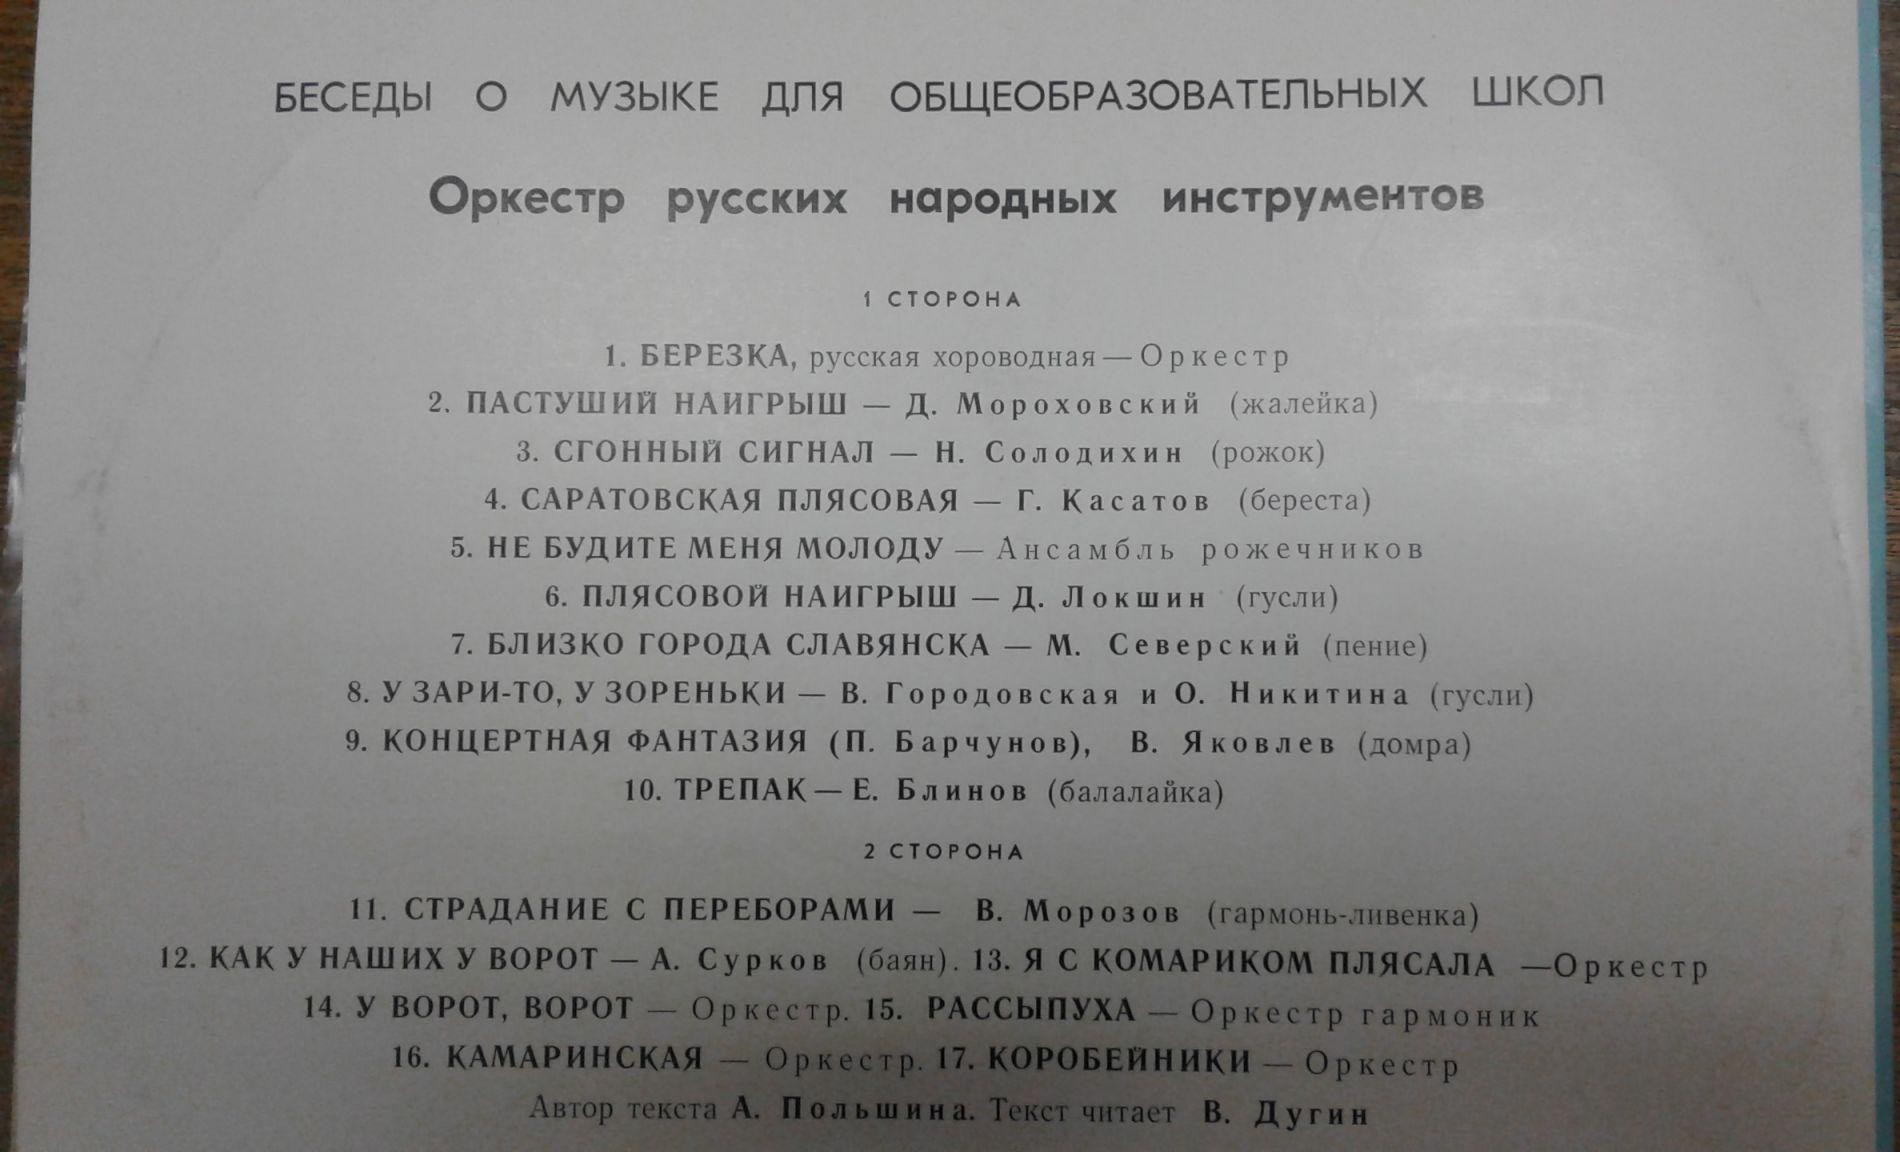 БЕСЕДЫ О МУЗЫКЕ ДЛЯ ОБЩЕОБРАЗОВАТЕЛЬНЫХ ШКОЛ
Оркестр русских народных инструментов
1 СТОРОНА
1. БЕРЕЗКА, русская хороводная — Оркестр
2. ПАСТУШИЙ НАИГРЫШ — Д. Мороховский (жалейка)
3. СГОННЫЙ СИГНАЛ — Н. Солодихин (рожок)
4. САРАТОВСКАЯ ПЛЯСОВАЯ — Г. Касатов (береста)
5. НЕ БУДИТЕ МЕНЯ МОЛОДУ — Ансамбль рожечников
6. ПЛЯСОВОЙ НАИГРЫШ — Д. Локшин (гусли)
7. БЛИЗКО ГОРОДА СЛАВЯНСКА — М. Северский (пение)
8. У ЗАРИ-ТО, У ЗОРЕНЬКИ — В. Городовская и О. Никитина (гусли)
9. КОНЦЕРТНАЯ ФАНТАЗИЯ (П. Барчунов), В. Яковлев (домра)
10. ТРЕПАК — Е. Блинов (балалайка)
2 СТОРОНА
11. СТРАДАНИЕ С ПЕРЕБОРАМИ — В. Морозов (гармонь-ливенка)
12. КАК У НАШИХ У ВОРОТ — А. Сурков (баян). 13. Я С КОМАРИКОМ ПЛЯСАЛА —Оркестр
14. У ВОРОТ, ВОРОТ — Оркестр. 15. РАССЫПУХА — Оркестр гармоник
16. КАМАРИНСКАЯ — Оркестр. 17. КОРОБЕЙНИКИ — Оркестр
Автор текста А. Польшина. Текст читает В. Дугин